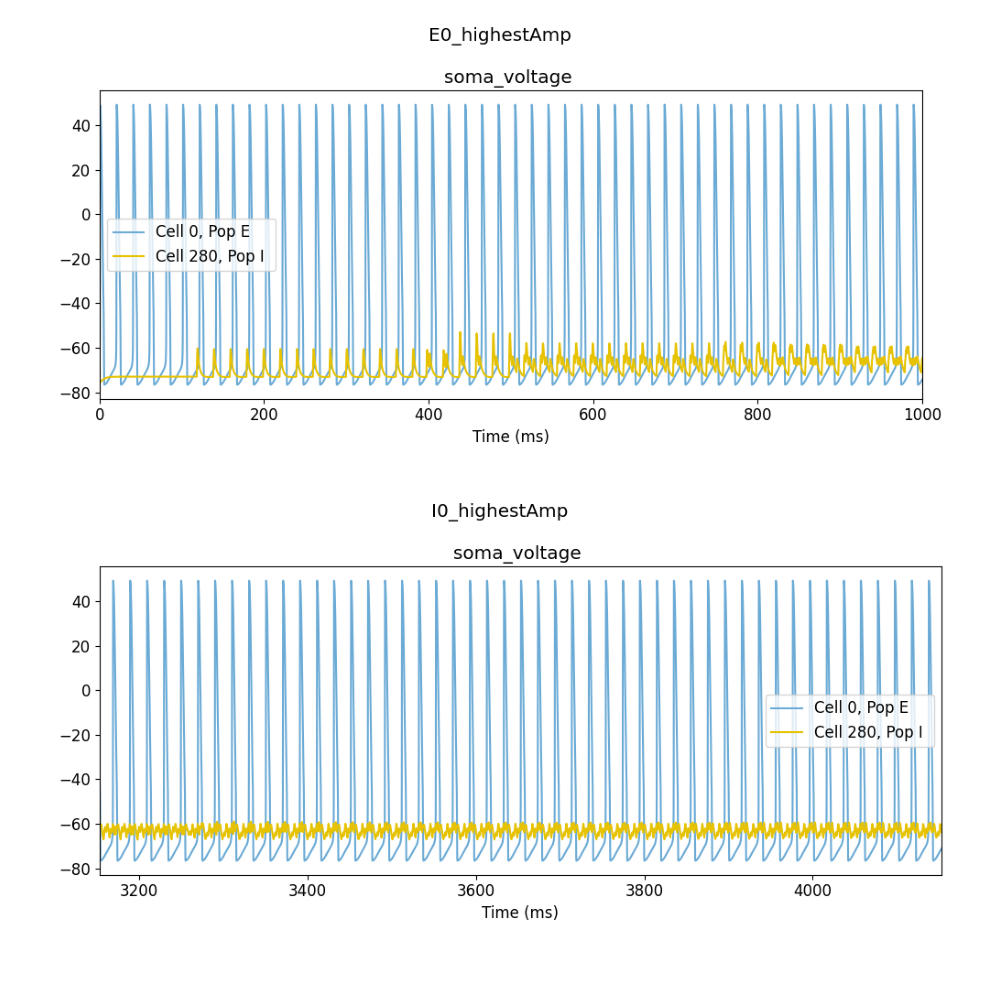 E0_highestAmp
soma_voltage
40
20
0
−20
−40
−60
−80
Cell 0, Pop E
Cell 280, Pop I
0 200 400 600 800 1000
Time (ms)
I0_highestAmp
soma_voltage
40
20
0
−20
−40
−60
−80
Cell 0, Pop E
Cell 280, Pop I
3200 3400 3600 3800 4000
Time (ms)